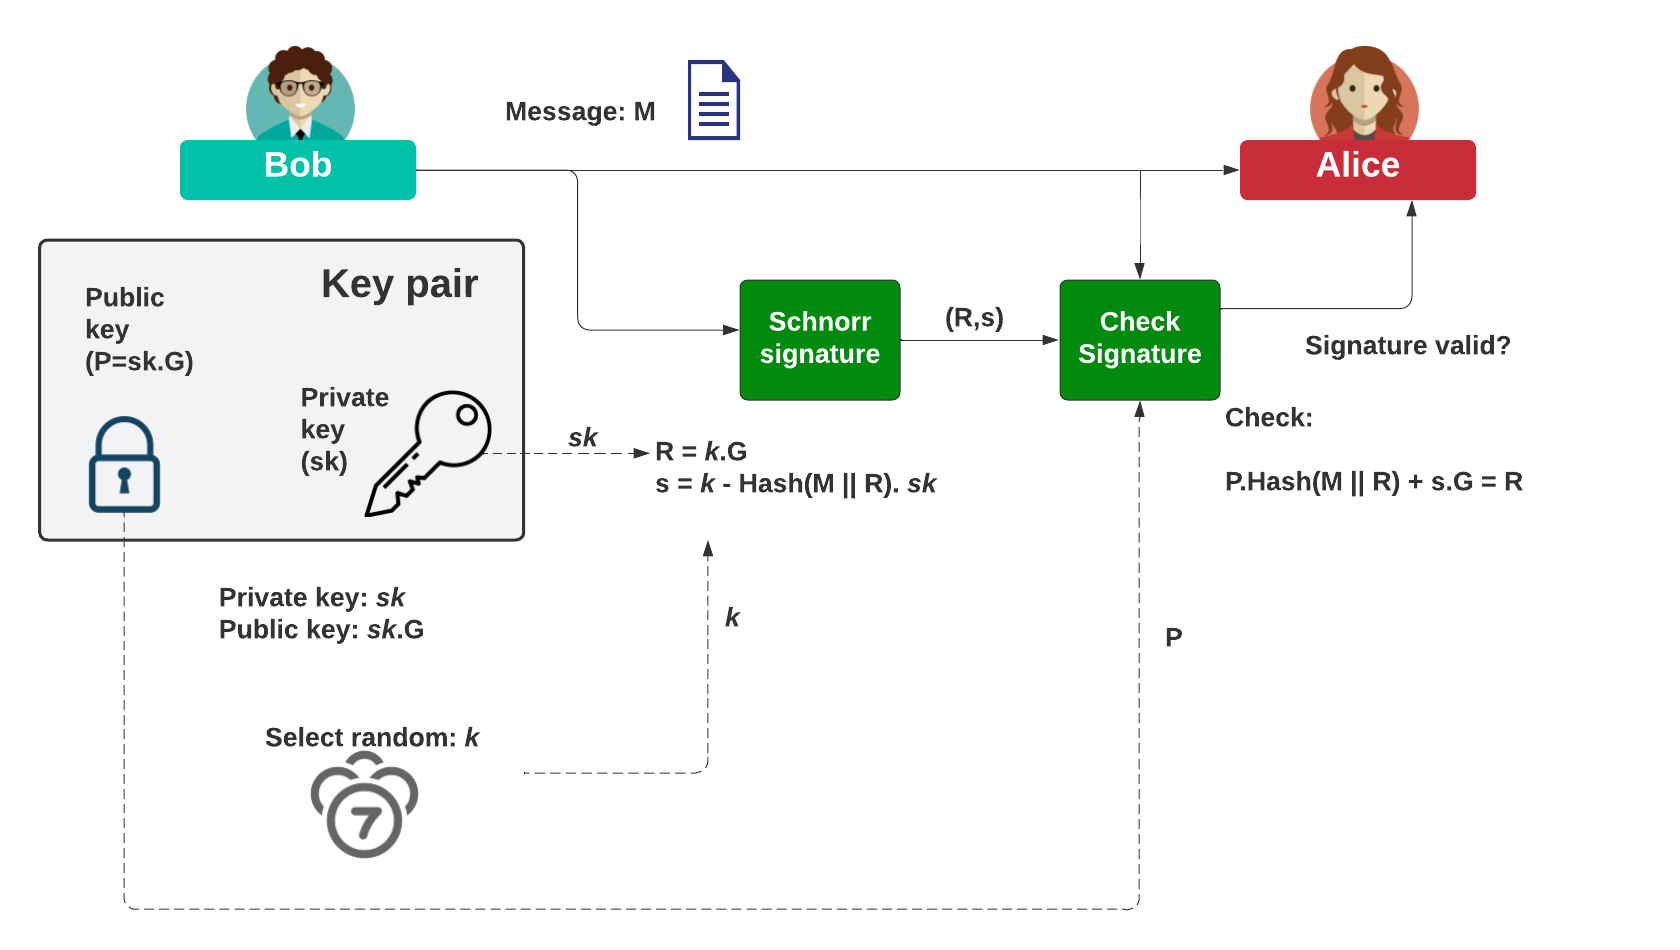 Message: M
Bob
Alice
Key pair
Public
key
(P=sk.G)
Private
key
(sk)
Schnorr
signature
(R,s)
Check
Signature
Signature valid?
Check:
P.Hash(M || R) + s.G = R
sk
R = k.G
s = k - Hash(M || R). sk
Private key: sk
Public key: sk.G
k
P
Select random: k
7